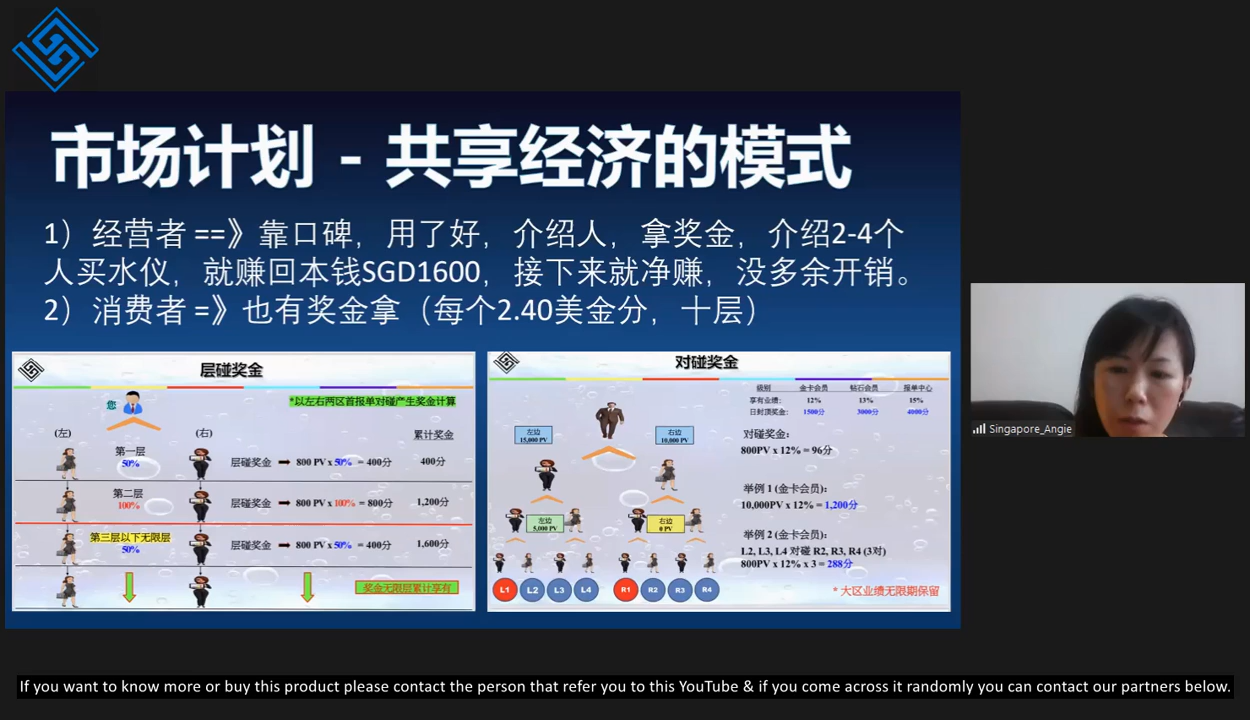 市场计划 - 共享经济的模式
1）经营者 ==》靠口碑，用了好，介绍人，拿奖金，介绍2-4个
人买水仪，就赚回本钱SGD1600，接下来就净赚，没多余开销。
2）消费者 =》也有奖金拿（每个2.40美金分，十层）
层碰奖金
*以左右两区首报单对碰产生奖金计算
您
(左)
(右)
累计奖金
第一层
50%
层碰奖金 ➡ 800 PV x 50% = 400分
400分
第二层
100%
层碰奖金 ➡ 800 PV x 100% = 800分
1,200分
第三层以下无限层
50%
层碰奖金 ➡ 800 PV x 50% = 400分
1,600分
奖金无限层累计享有
对碰奖金
级别 金卡会员 钻石会员 报单中心
享有业绩: 12% 13% 15%
日封顶奖金: 1500分 3000分 4000分
左边
15,000 PV
右边
10,000 PV
对碰奖金:
800PV x 12% = 96分
举例 1 (金卡会员):
10,000PV x 12% = 1,200分
左边
5,000 PV
右边
0 PV
举例 2 (金卡会员):
L2, L3, L4 对碰 R2, R3, R4 (3对)
800PV x 12% x 3 = 288分
L1 L2 L3 L4 R1 R2 R3 R4
* 大区业绩无限期保留
Singapore_Angie
If you want to know more or buy this product please contact the person that refer you to this YouTube & if you come across it randomly you can contact our partners below.